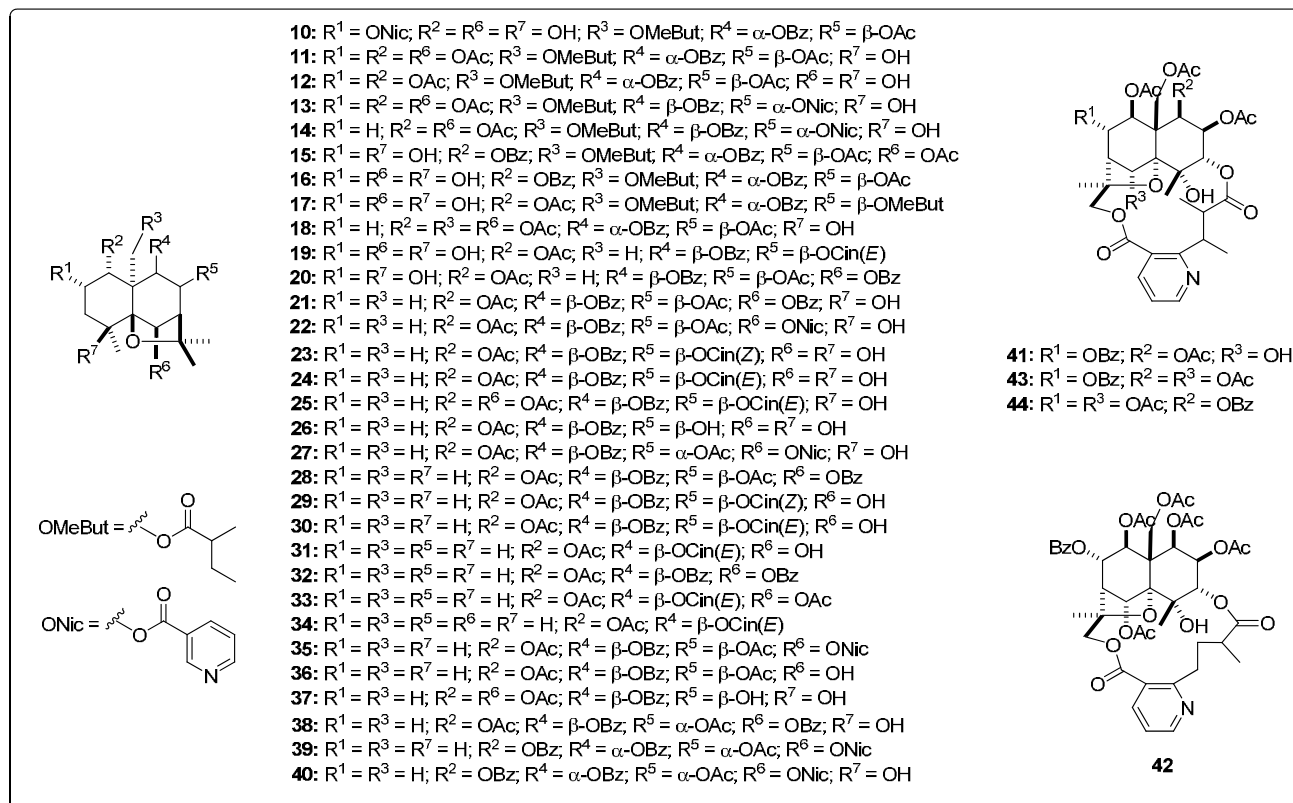 10: R¹ = ONic; R² = R⁶ = R⁷ = OH; R³ = OMeBut; R⁴ = α-OBz; R⁵ = β-OAc
11: R¹ = R² = R⁶ = OAc; R³ = OMeBut; R⁴ = α-OBz; R⁵ = β-OAc; R⁷ = OH
12: R¹ = R² = OAc; R³ = OMeBut; R⁴ = α-OBz; R⁵ = β-OAc; R⁶ = R⁷ = OH
13: R¹ = R² = R⁶ = OAc; R³ = OMeBut; R⁴ = β-OBz; R⁵ = α-ONic; R⁷ = OH
14: R¹ = H; R² = R⁶ = OAc; R³ = OMeBut; R⁴ = β-OBz; R⁵ = α-ONic; R⁷ = OH
15: R¹ = R⁷ = OH; R² = OBz; R³ = OMeBut; R⁴ = α-OBz; R⁵ = β-OAc; R⁶ = OAc
16: R¹ = R⁶ = R⁷ = OH; R² = OBz; R³ = OMeBut; R⁴ = α-OBz; R⁵ = β-OAc
17: R¹ = R⁶ = R⁷ = OH; R² = OAc; R³ = OMeBut; R⁴ = α-OBz; R⁵ = β-OMeBut
18: R¹ = H; R² = R³ = R⁶ = OAc; R⁴ = α-OBz; R⁵ = β-OAc; R⁷ = OH
19: R¹ = R⁶ = R⁷ = OH; R² = OAc; R³ = H; R⁴ = β-OBz; R⁵ = β-OCin(E)
20: R¹ = R⁷ = OH; R² = OAc; R³ = H; R⁴ = β-OBz; R⁵ = β-OAc; R⁶ = OBz
21: R¹ = R³ = H; R² = OAc; R⁴ = β-OBz; R⁵ = β-OAc; R⁶ = OBz; R⁷ = OH
22: R¹ = R³ = H; R² = OAc; R⁴ = β-OBz; R⁵ = β-OAc; R⁶ = ONic; R⁷ = OH
23: R¹ = R³ = H; R² = OAc; R⁴ = β-OBz; R⁵ = β-OCin(Z); R⁶ = R⁷ = OH
24: R¹ = R³ = H; R² = OAc; R⁴ = β-OBz; R⁵ = β-OCin(E); R⁶ = R⁷ = OH
25: R¹ = R³ = H; R² = R⁶ = OAc; R⁴ = β-OBz; R⁵ = β-OCin(E); R⁷ = OH
26: R¹ = R³ = H; R² = OAc; R⁴ = β-OBz; R⁵ = β-OH; R⁶ = R⁷ = OH
27: R¹ = R³ = H; R² = OAc; R⁴ = β-OBz; R⁵ = α-OAc; R⁶ = ONic; R⁷ = OH
28: R¹ = R³ = R⁷ = H; R² = OAc; R⁴ = β-OBz; R⁵ = β-OAc; R⁶ = OBz
29: R¹ = R³ = R⁷ = H; R² = OAc; R⁴ = β-OBz; R⁵ = β-OCin(Z); R⁶ = OH
30: R¹ = R³ = R⁷ = H; R² = OAc; R⁴ = β-OBz; R⁵ = β-OCin(E); R⁶ = OH
31: R¹ = R³ = R⁵ = R⁷ = H; R² = OAc; R⁴ = β-OCin(E); R⁶ = OH
32: R¹ = R³ = R⁵ = R⁷ = H; R² = OAc; R⁴ = β-OBz; R⁶ = OBz
33: R¹ = R³ = R⁵ = R⁷ = H; R² = OAc; R⁴ = β-OCin(E); R⁶ = OAc
34: R¹ = R³ = R⁵ = R⁶ = R⁷ = H; R² = OAc; R⁴ = β-OCin(E)
35: R¹ = R³ = R⁷ = H; R² = OAc; R⁴ = β-OBz; R⁵ = β-OAc; R⁶ = ONic
36: R¹ = R³ = R⁷ = H; R² = OAc; R⁴ = β-OBz; R⁵ = β-OAc; R⁶ = OH
37: R¹ = R³ = H; R² = R⁶ = OAc; R⁴ = β-OBz; R⁵ = β-OH; R⁷ = OH
38: R¹ = R³ = H; R² = OAc; R⁴ = β-OBz; R⁵ = α-OAc; R⁶ = OBz; R⁷ = OH
39: R¹ = R³ = R⁷ = H; R² = OBz; R⁴ = α-OBz; R⁵ = α-OAc; R⁶ = ONic
40: R¹ = R³ = H; R² = OBz; R⁴ = α-OBz; R⁵ = α-OAc; R⁶ = ONic; R⁷ = OH
R³
R² R⁴
R¹ R⁵
O
R⁷
R⁶
OMeBut =
O
O
ONic =
O
O
N
OAc
OAc R²
R¹ OAc
O
O OH
R³
O O
O
N
41: R¹ = OBz; R² = OAc; R³ = OH
43: R¹ = OBz; R² = R³ = OAc
44: R¹ = R³ = OAc; R² = OBz
OAc
OAc OAc
BzO OAc
O
O OH
OAc O
O
O
N
42